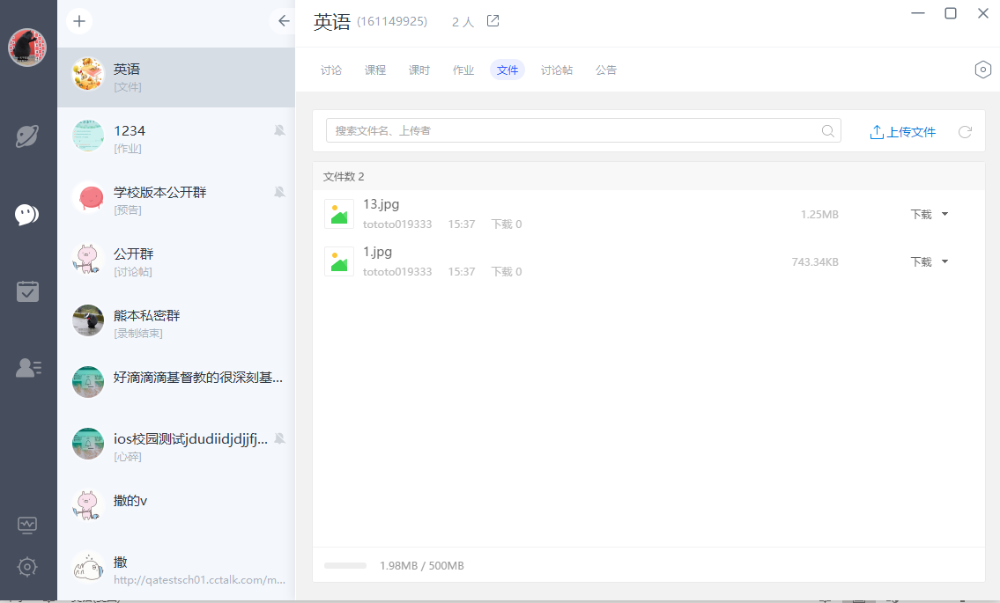 英语 (161149925) 2 人
讨论 课程 课时 作业 文件 讨论帖 公告
英语
[文件]
1234
[作业]
学校版本公开群
[预告]
公开群
[讨论帖]
熊本私密群
[录制结束]
好滴滴滴基督教的很深刻基...
ios校园测试jdudiidjdjjfj...
[心碎]
撒的v
撒
http://qatestsch01.cctalk.com/m...
搜索文件名、上传者
上传文件
文件数 2
13.jpg
tototo019333 15:37 下载 0
1.25MB
下载
1.jpg
tototo019333 15:37 下载 0
743.34KB
下载
1.98MB / 500MB